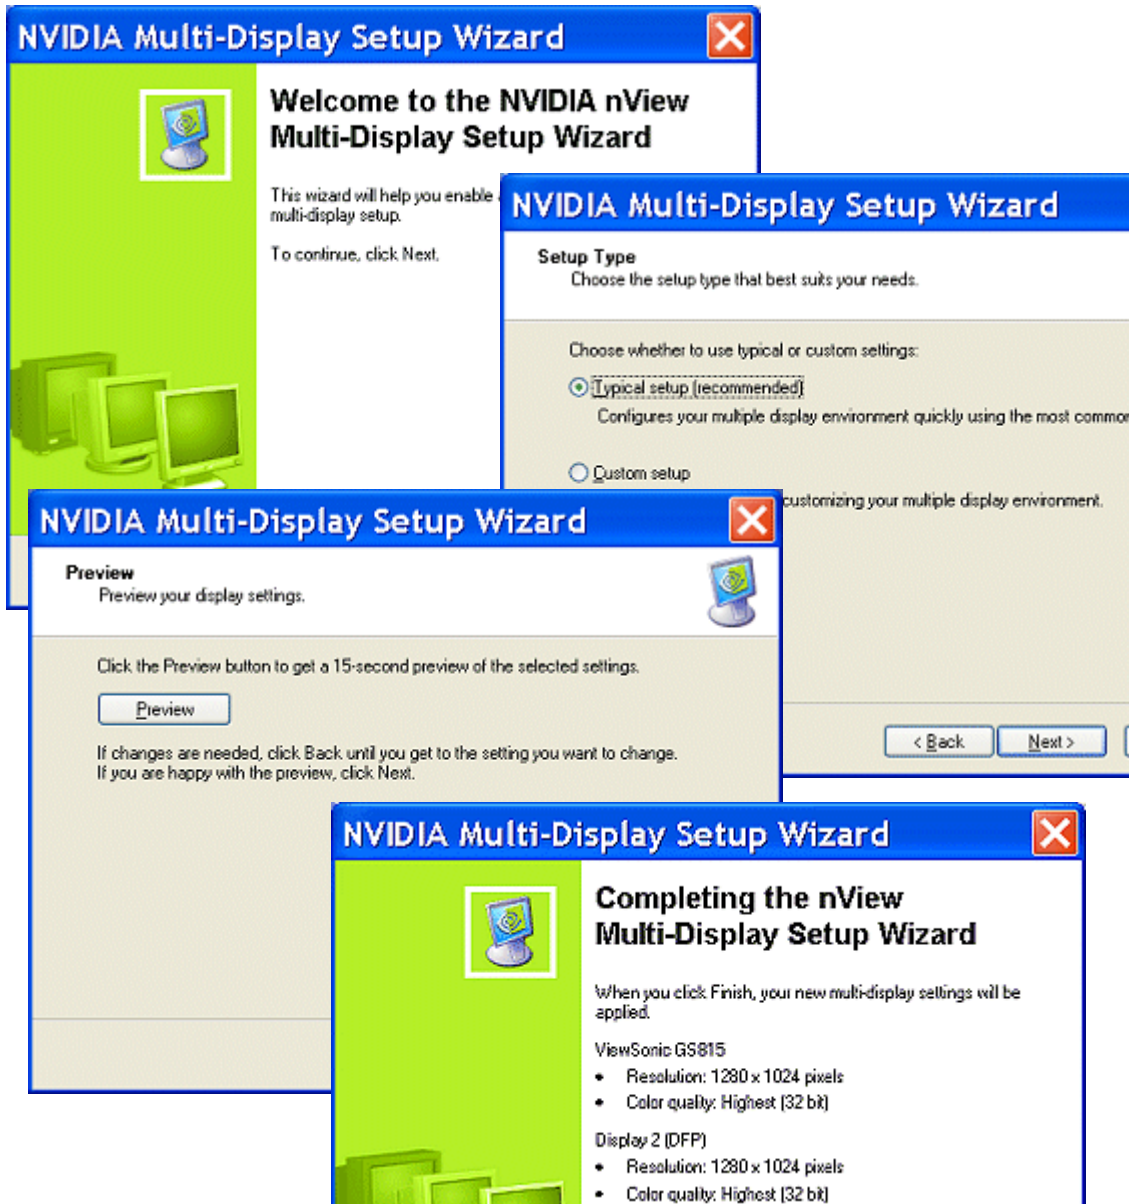 NVIDIA Multi-Display Setup Wizard
Welcome to the NVIDIA nView
Multi-Display Setup Wizard
This wizard will help you enable
multi-display setup.
To continue, click Next.
NVIDIA Multi-Display Setup Wizard
Setup Type
Choose the setup type that best suits your needs.
Choose whether to use typical or custom settings:
Typical setup (recommended)
Configures your multiple display environment quickly using the most common
Custom setup
customizing your multiple display environment.
< Back
Next >
NVIDIA Multi-Display Setup Wizard
Preview
Preview your display settings.
Click the Preview button to get a 15-second preview of the selected settings.
Preview
If changes are needed, click Back until you get to the setting you want to change.
If you are happy with the preview, click Next.
NVIDIA Multi-Display Setup Wizard
Completing the nView
Multi-Display Setup Wizard
When you click Finish, your new multi-display settings will be
applied.
ViewSonic GS815
• Resolution: 1280 x 1024 pixels
• Color quality: Highest (32 bit)
Display 2 (DFP)
• Resolution: 1280 x 1024 pixels
• Color quality: Highest (32 bit)